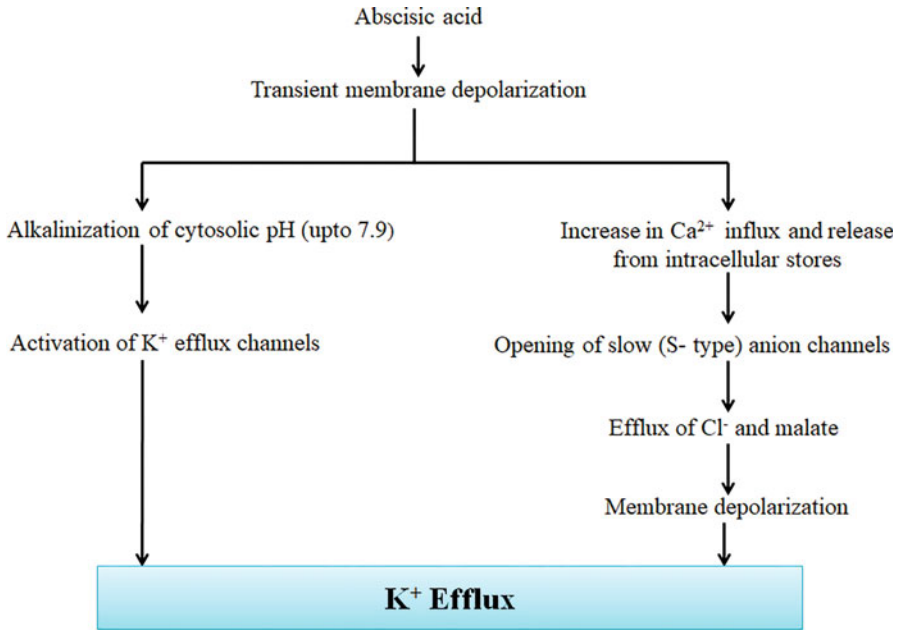 Abscisic acid
Transient membrane depolarization
Alkalinization of cytosolic pH (upto 7.9)
Activation of K⁺ efflux channels
Increase in Ca²⁺ influx and release
from intracellular stores
Opening of slow (S- type) anion channels
Efflux of Cl⁻ and malate
Membrane depolarization
K⁺ Efflux